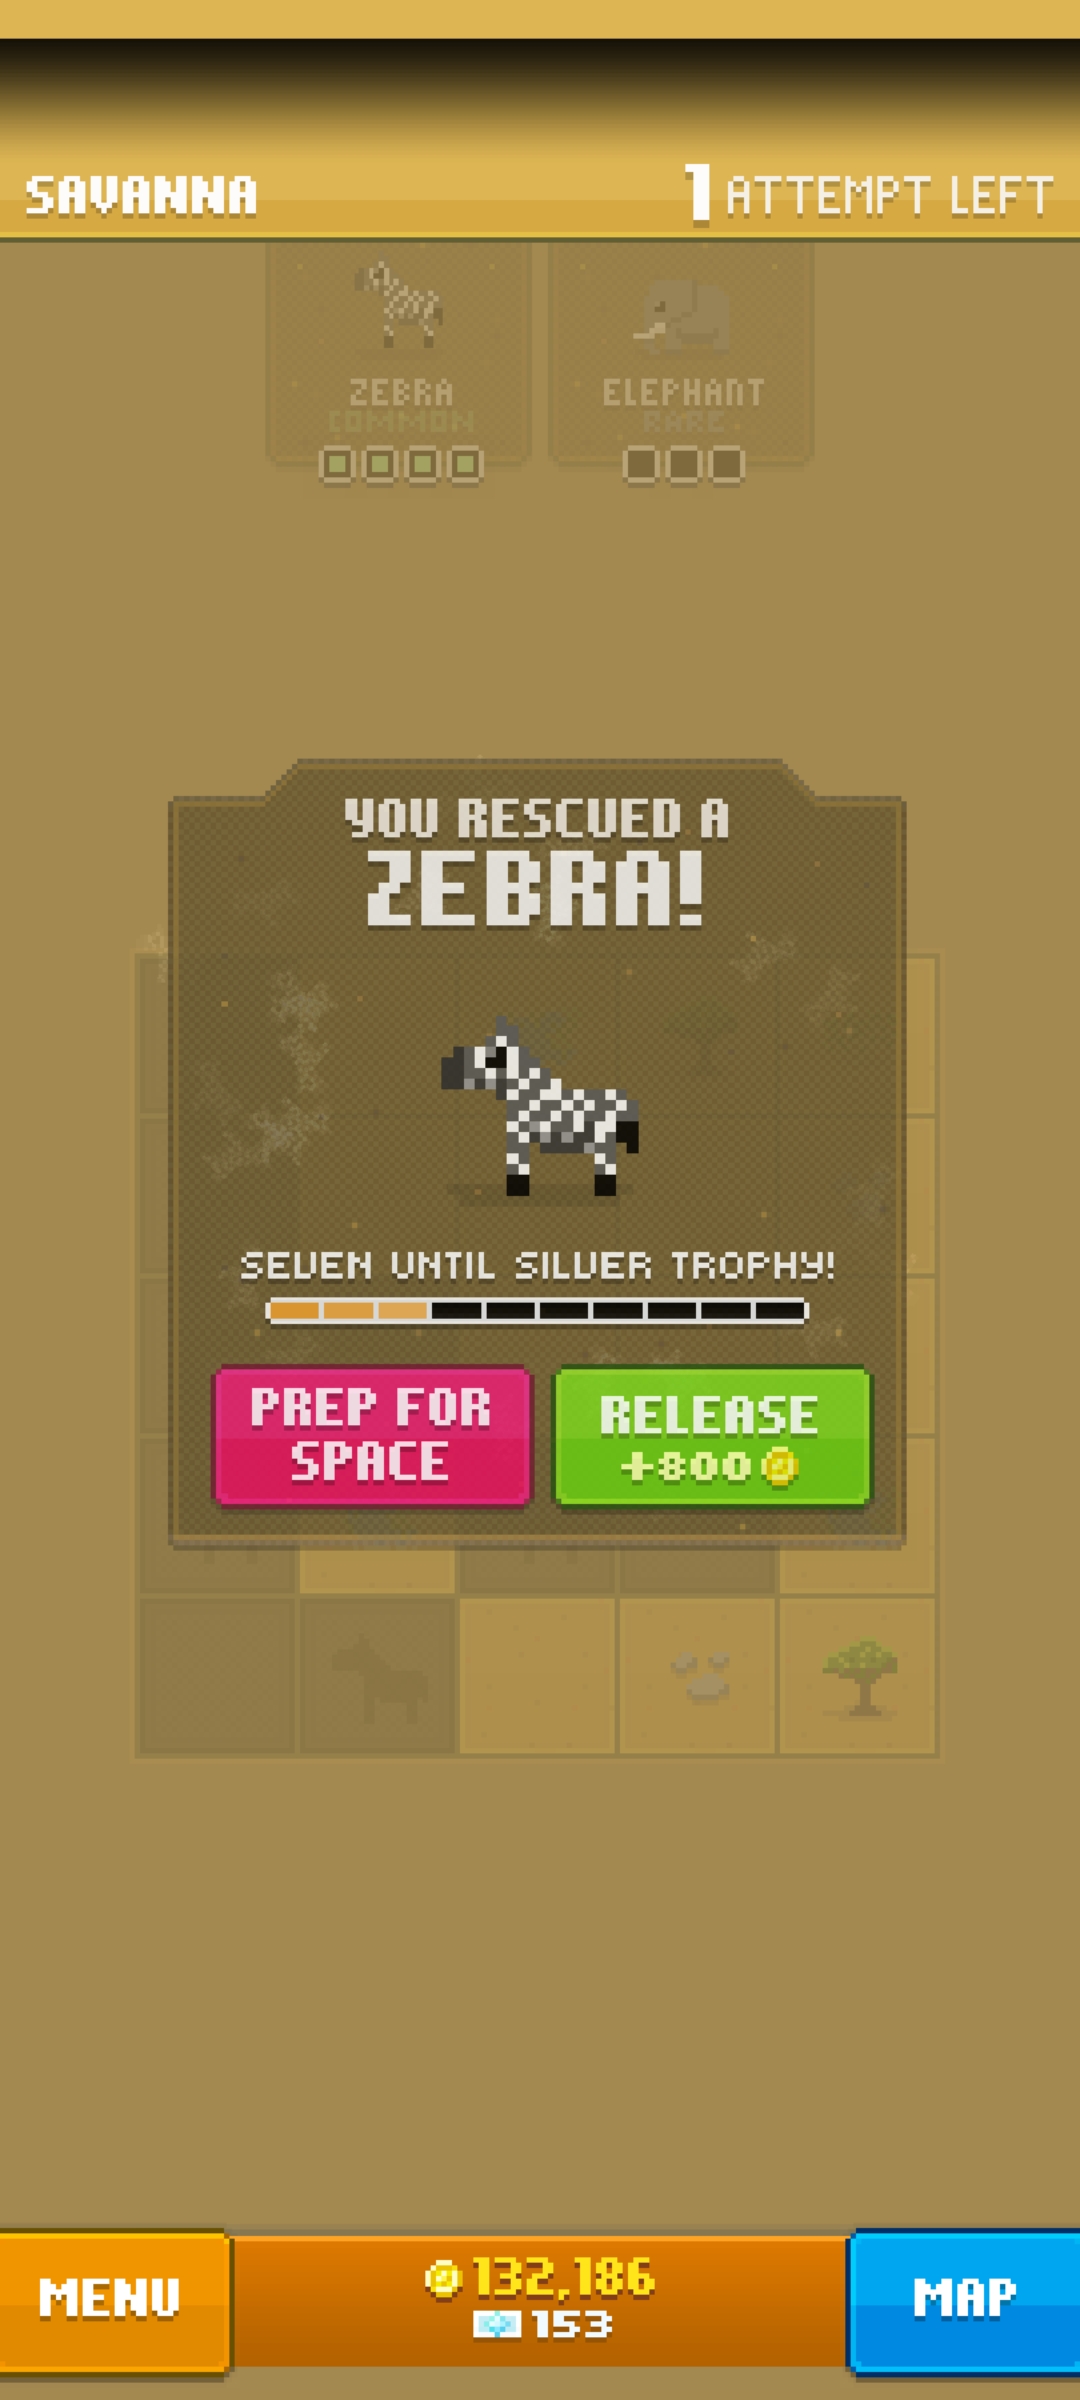 SAVANNA
1 ATTEMPT LEFT
ZEBRA
COMMON
ELEPHANT
RARE
YOU RESCUED A
ZEBRA!
SEVEN UNTIL SILVER TROPHY!
PREP FOR
SPACE
RELEASE
+800
MENU
132,186
153
MAP